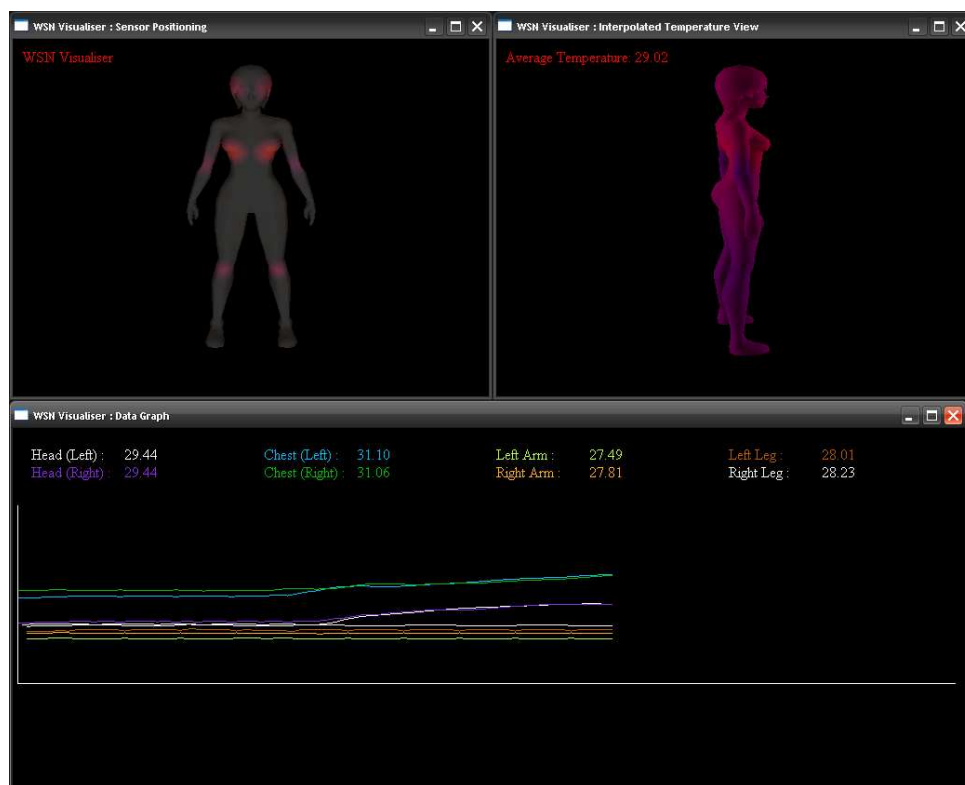 WSN Visualiser : Sensor Positioning
WSN Visualiser
WSN Visualiser : Interpolated Temperature View
Average Temperature: 29.02
WSN Visualiser : Data Graph
Head (Left) : 29.44 Chest (Left) : 31.10 Left Arm : 27.49 Left Leg : 28.01
Head (Right) : 29.44 Chest (Right) : 31.06 Right Arm : 27.81 Right Leg : 28.23